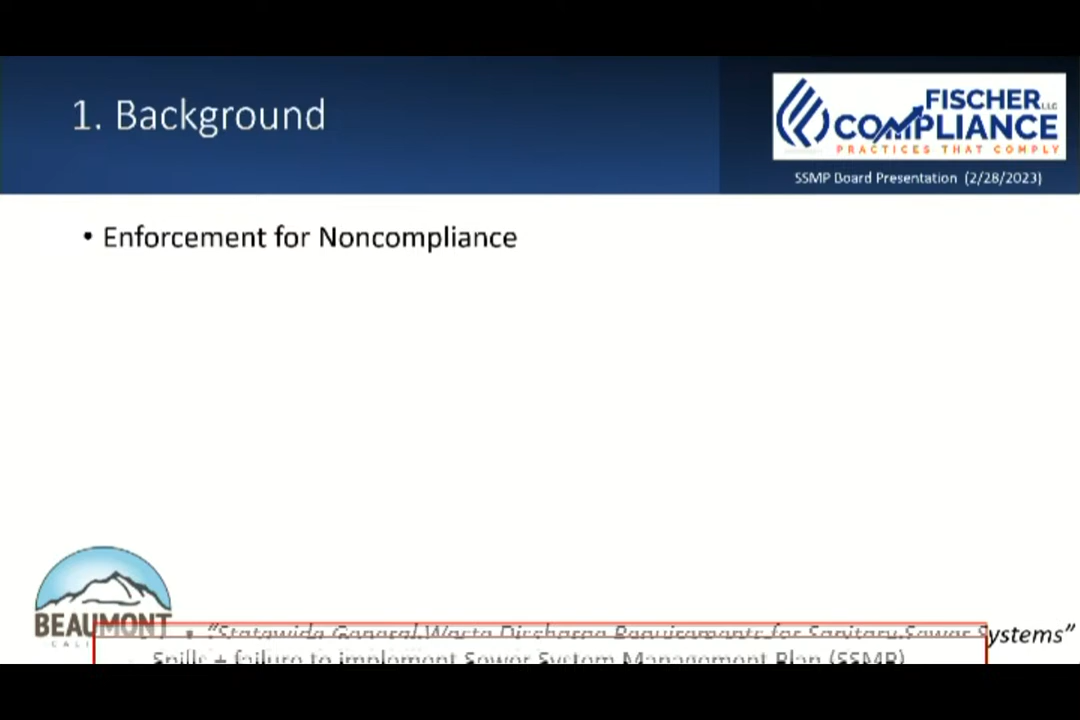 1. Background
FISCHER LLC
COMPLIANCE
PRACTICES THAT COMPLY
SSMP Board Presentation (2/28/2023)
• Enforcement for Noncompliance
BEAUMONT
• "Statewide General Waste Discharge Requirements for Sanitary Sewer Systems"
Spills + failure to implement Sewer System Management Plan (SSMP)